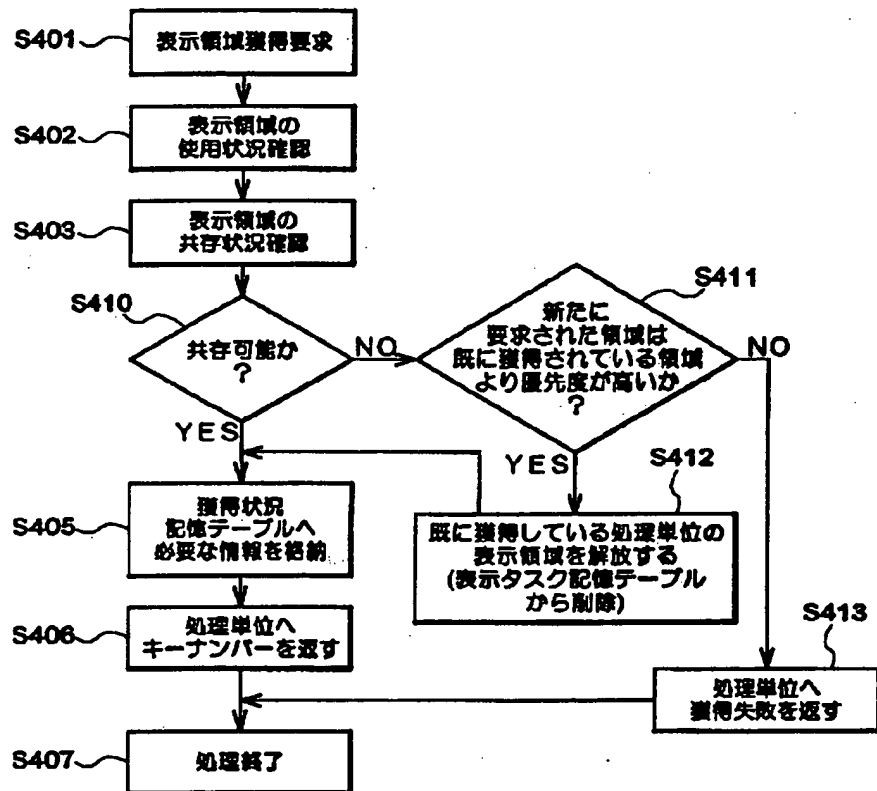 S401
表示領域獲得要求
S402
表示領域の
使用状況確認
S403
表示領域の
共存状況確認
S410
共存可能か
?
NO
YES
S411
新たに
要求された領域は
既に獲得されている領域
より優先度が高いか
?
NO
YES
S412
既に獲得している処理単位の
表示領域を解放する
(表示タスク記憶テーブル
から削除)
S405
獲得状況
記憶テーブルへ
必要な情報を格納
S406
処理単位へ
キーナンバーを返す
S413
処理単位へ
獲得失敗を返す
S407
処理終了